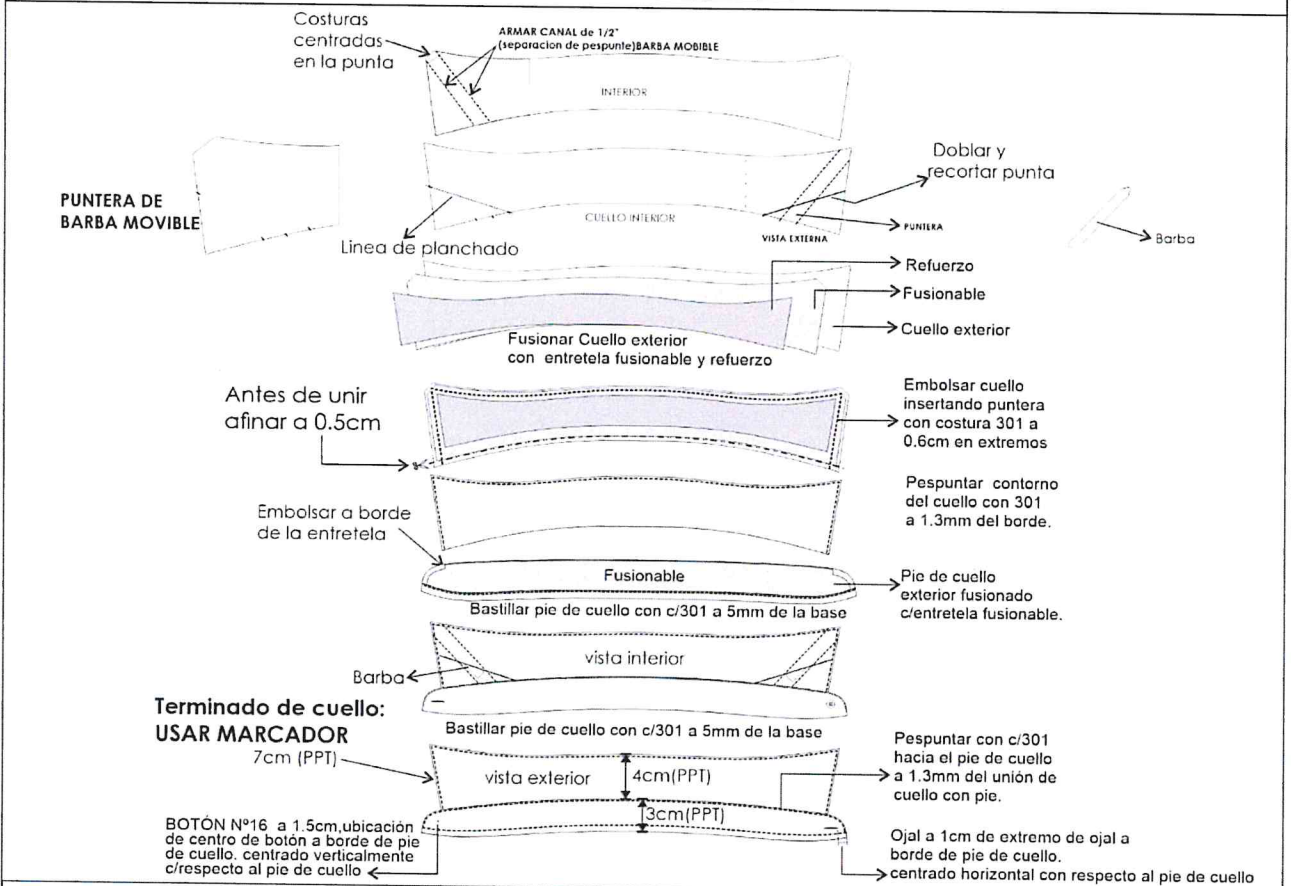 Costuras
centradas
en la punta
ARMAR CANAL de 1/2"
(separacion de pespunte)BARBA MOBIBLE
INTERIOR
PUNTERA DE
BARBA MOVIBLE
Doblar y
recortar punta
CUELLO INTERIOR
Linea de planchado
VISTA EXTERNA
PUNTERA
Barba
Refuerzo
Fusionable
Cuello exterior
Fusionar Cuello exterior
con entretela fusionable y refuerzo
Antes de unir
afinar a 0.5cm
Embolsar cuello
insertando puntera
con costura 301 a
0.6cm en extremos
Pespuntar contorno
del cuello con 301
a 1.3mm del borde.
Embolsar a borde
de la entretela
Fusionable
Pie de cuello
exterior fusionado
c/entretela fusionable.
Bastillar pie de cuello con c/301 a 5mm de la base
vista interior
Barba
Terminado de cuello:
USAR MARCADOR
Bastillar pie de cuello con c/301 a 5mm de la base
7cm (PPT)
vista exterior
4cm(PPT)
3cm(PPT)
Pespuntar con c/301
hacia el pie de cuello
a 1.3mm del unión de
cuello con pie.
BOTÓN Nº16 a 1.5cm,ubicación
de centro de botón a borde de pie
de cuello. centrado verticalmente
c/respecto al pie de cuello
Ojal a 1cm de extremo de ojal a
borde de pie de cuello.
centrado horizontal con respecto al pie de cuello